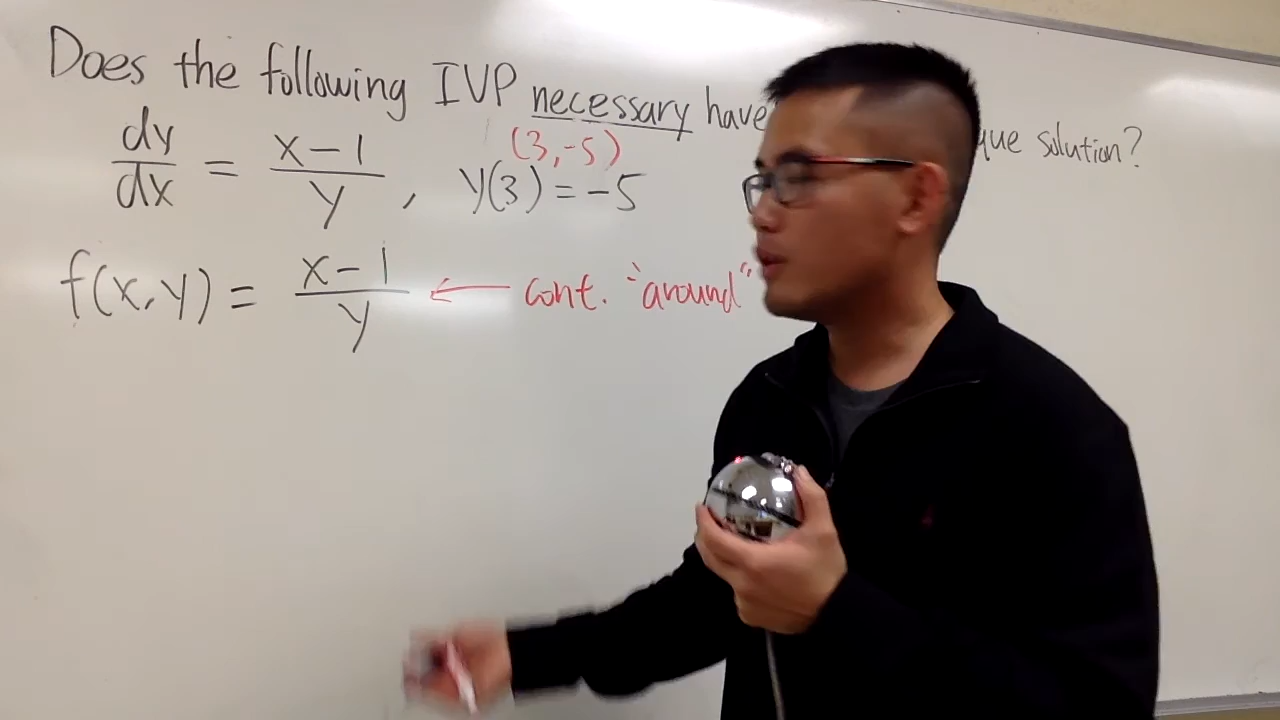 Does the following IVP necessary have que solution?
(3,-5)
dy/dx = x-1/y , y(3) = -5
f(x,y) = x-1/y ← cont. "around"